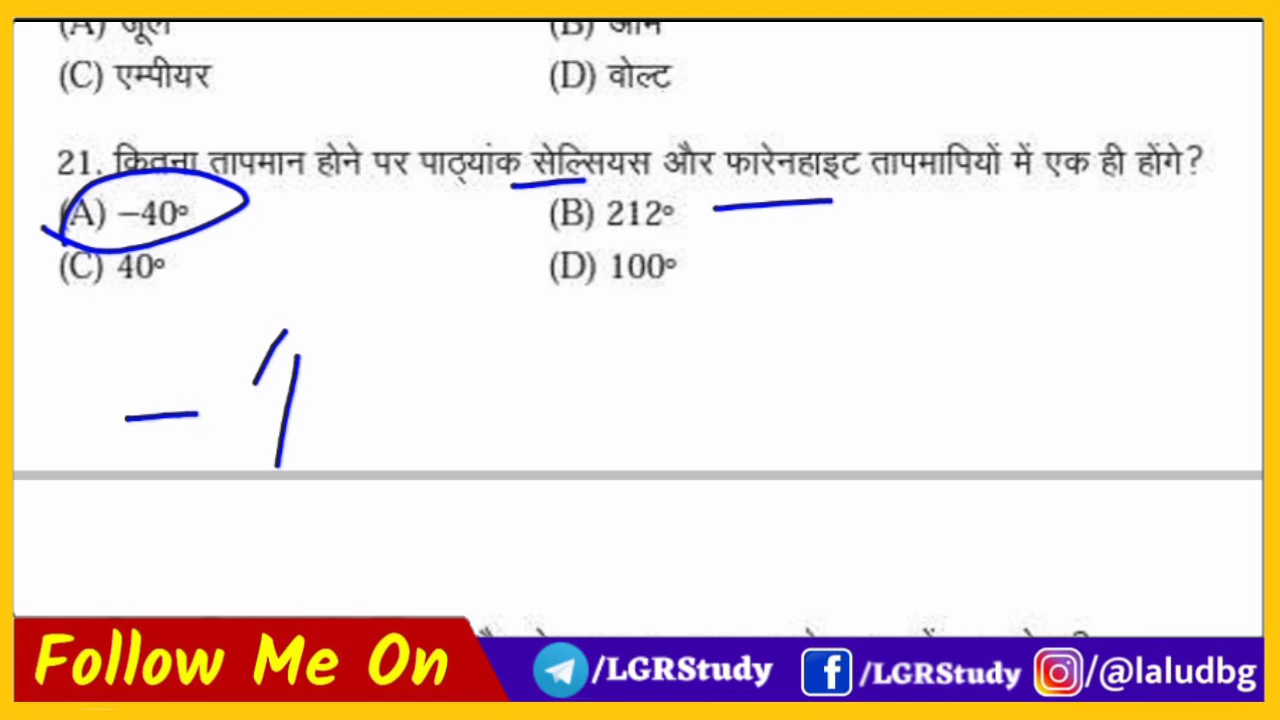 (A) जूल (B) ओम
(C) एम्पीयर (D) वोल्ट
21. कितना तापमान होने पर पाठ्यांक सेल्सियस और फारेनहाइट तापमापियों में एक ही होंगे?
(A) –40° (B) 212°
(C) 40° (D) 100°
–
Follow Me On /LGRStudy /LGRStudy /@laludbg